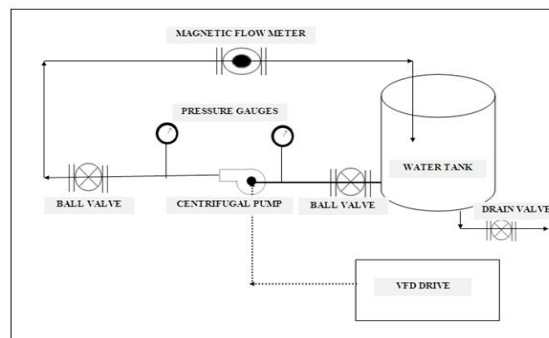 MAGNETIC FLOW METER
PRESSURE GAUGES
WATER TANK
BALL VALVE
CENTRIFUGAL PUMP
BALL VALVE
DRAIN VALVE
VFD DRIVE